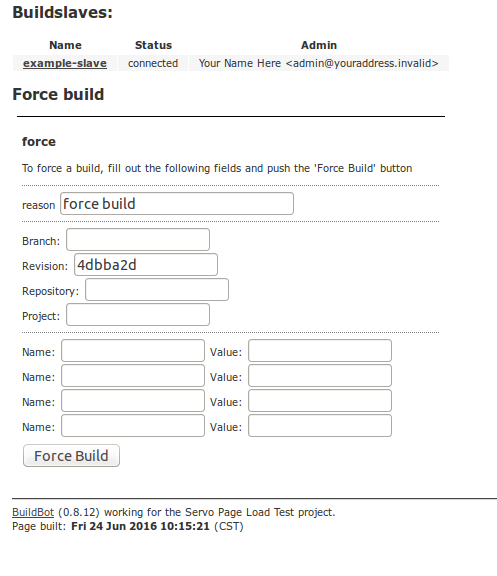 Buildslaves:
Name Status Admin
example-slave connected Your Name Here <admin@youraddress.invalid>
Force build
force
To force a build, fill out the following fields and push the 'Force Build' button
reason force build
Branch:
Revision: 4dbba2d
Repository:
Project:
Name: Value:
Name: Value:
Name: Value:
Name: Value:
Force Build
BuildBot (0.8.12) working for the Servo Page Load Test project.
Page built: Fri 24 Jun 2016 10:15:21 (CST)